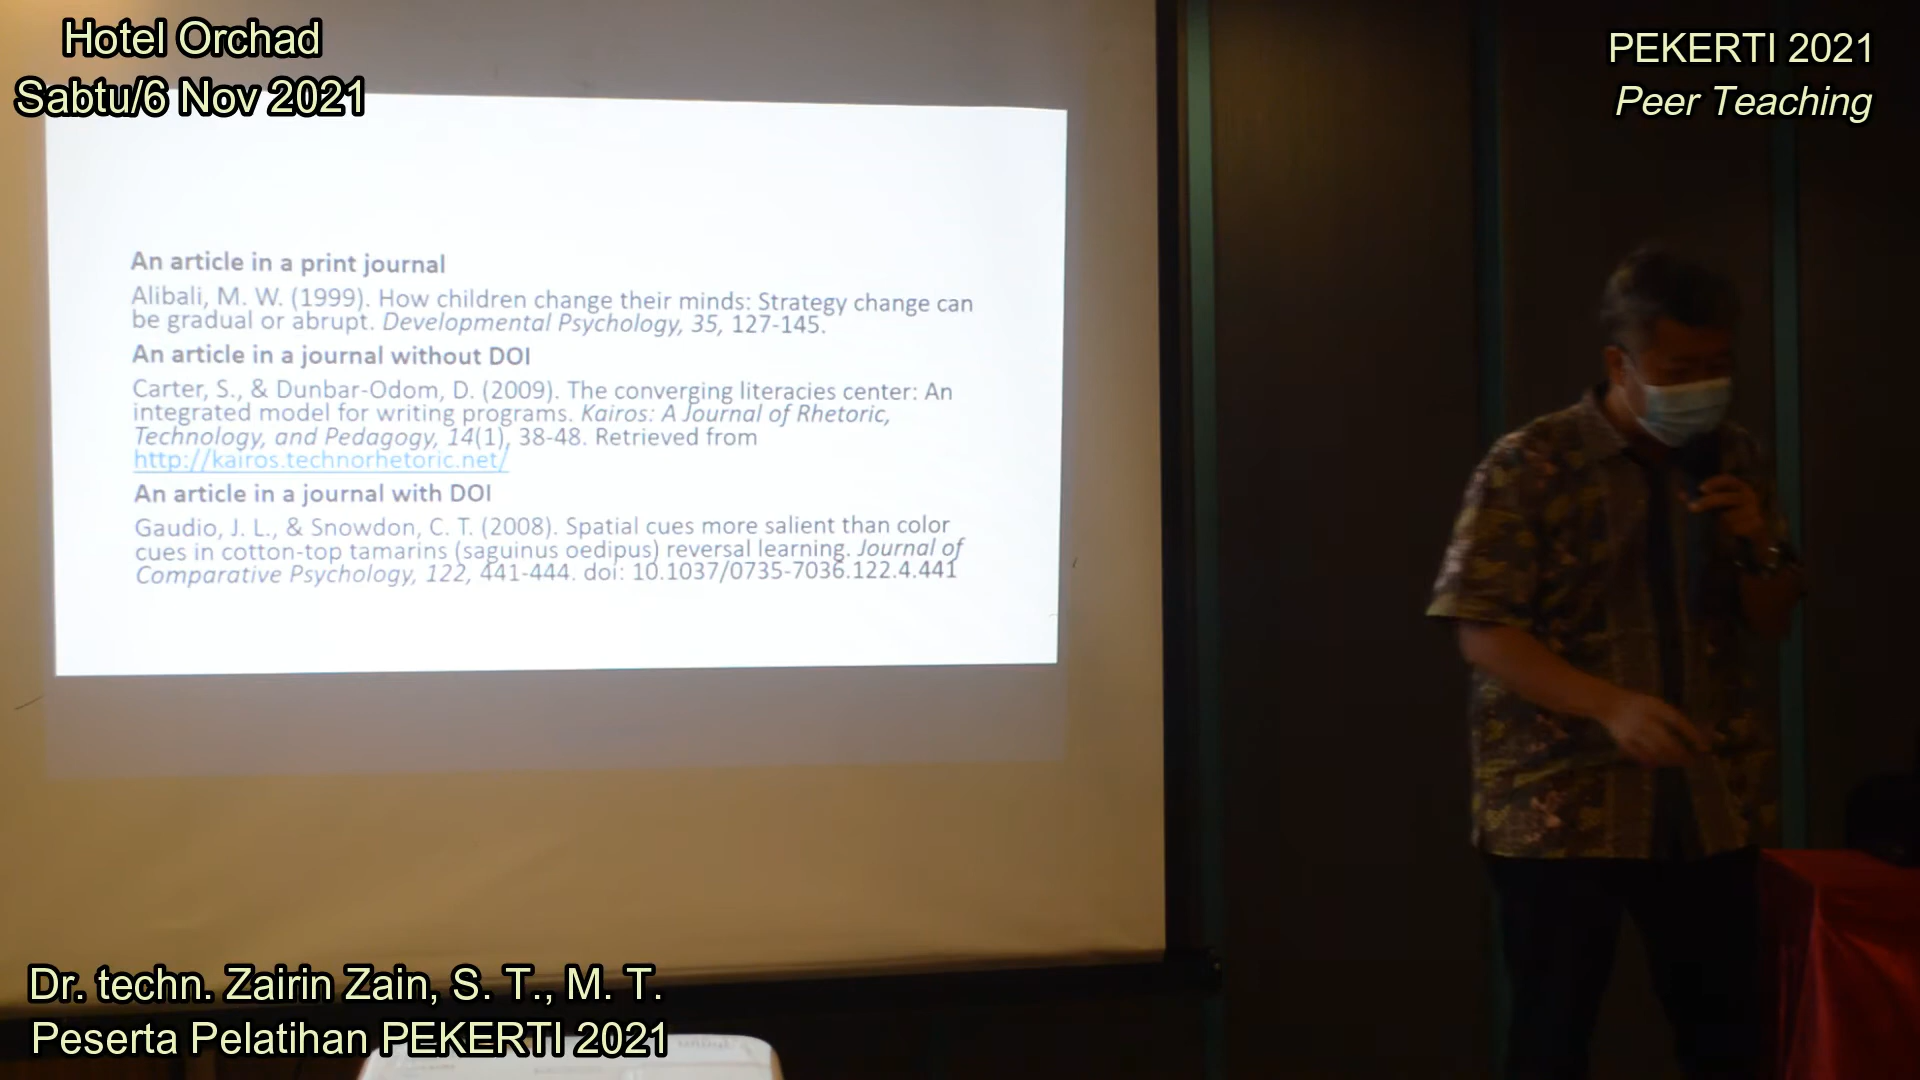 Hotel Orchad
Sabtu/6 Nov 2021
PEKERTI 2021
Peer Teaching
An article in a print journal
Alibali, M. W. (1999). How children change their minds: Strategy change can
be gradual or abrupt. Developmental Psychology, 35, 127-145.
An article in a journal without DOI
Carter, S., & Dunbar-Odom, D. (2009). The converging literacies center: An
integrated model for writing programs. Kairos: A Journal of Rhetoric,
Technology, and Pedagogy, 14(1), 38-48. Retrieved from
http://kairos.technorhetoric.net/
An article in a journal with DOI
Gaudio, J. L., & Snowdon, C. T. (2008). Spatial cues more salient than color
cues in cotton-top tamarins (saguinus oedipus) reversal learning. Journal of
Comparative Psychology, 122, 441-444. doi: 10.1037/0735-7036.122.4.441
Dr. techn. Zairin Zain, S. T., M. T.
Peserta Pelatihan PEKERTI 2021